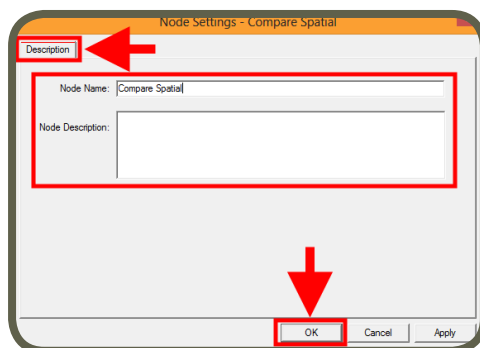 Node Settings - Compare Spatial
Description
Node Name: Compare Spatial
Node Description:
OK Cancel Apply